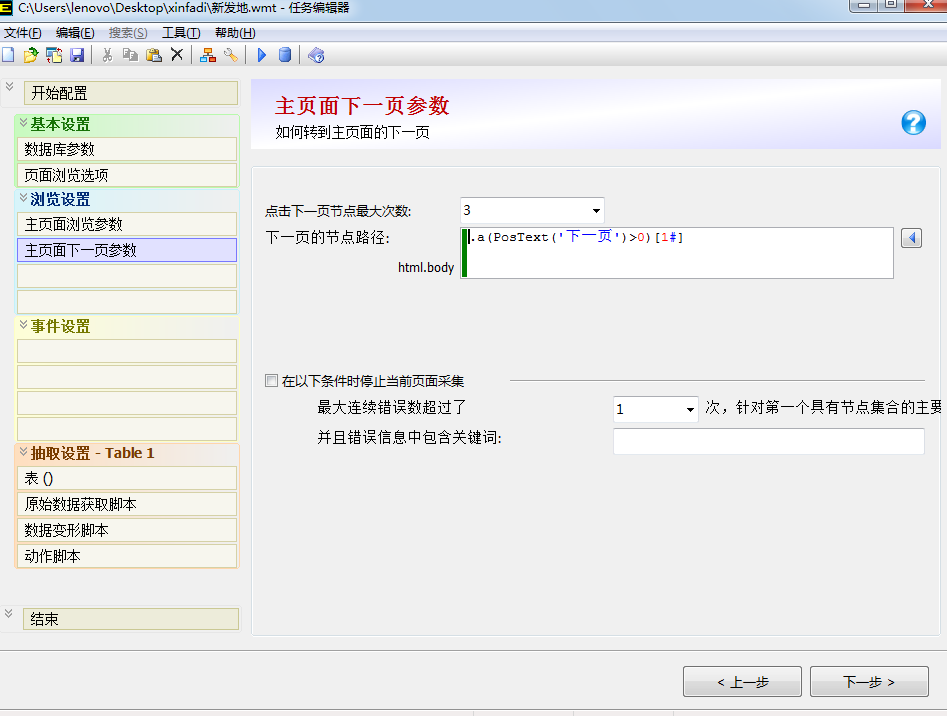 C:\Users\lenovo\Desktop\xinfadi\新发地.wmt - 任务编辑器
文件(F) 编辑(E) 搜索(S) 工具(T) 帮助(H)
开始配置
基本设置
数据库参数
页面浏览选项
浏览设置
主页面浏览参数
主页面下一页参数
事件设置
抽取设置 - Table 1
表 ()
原始数据获取脚本
数据变形脚本
动作脚本
结束
主页面下一页参数
如何转到主页面的下一页
点击下一页节点最大次数: 3
下一页的节点路径: .a(PosText('下一页')>0)[1#]
html.body
在以下条件时停止当前页面采集
最大连续错误数超过了 1 次，针对第一个具有节点集合的主要
并且错误信息中包含关键词:
< 上一步 下一步 >